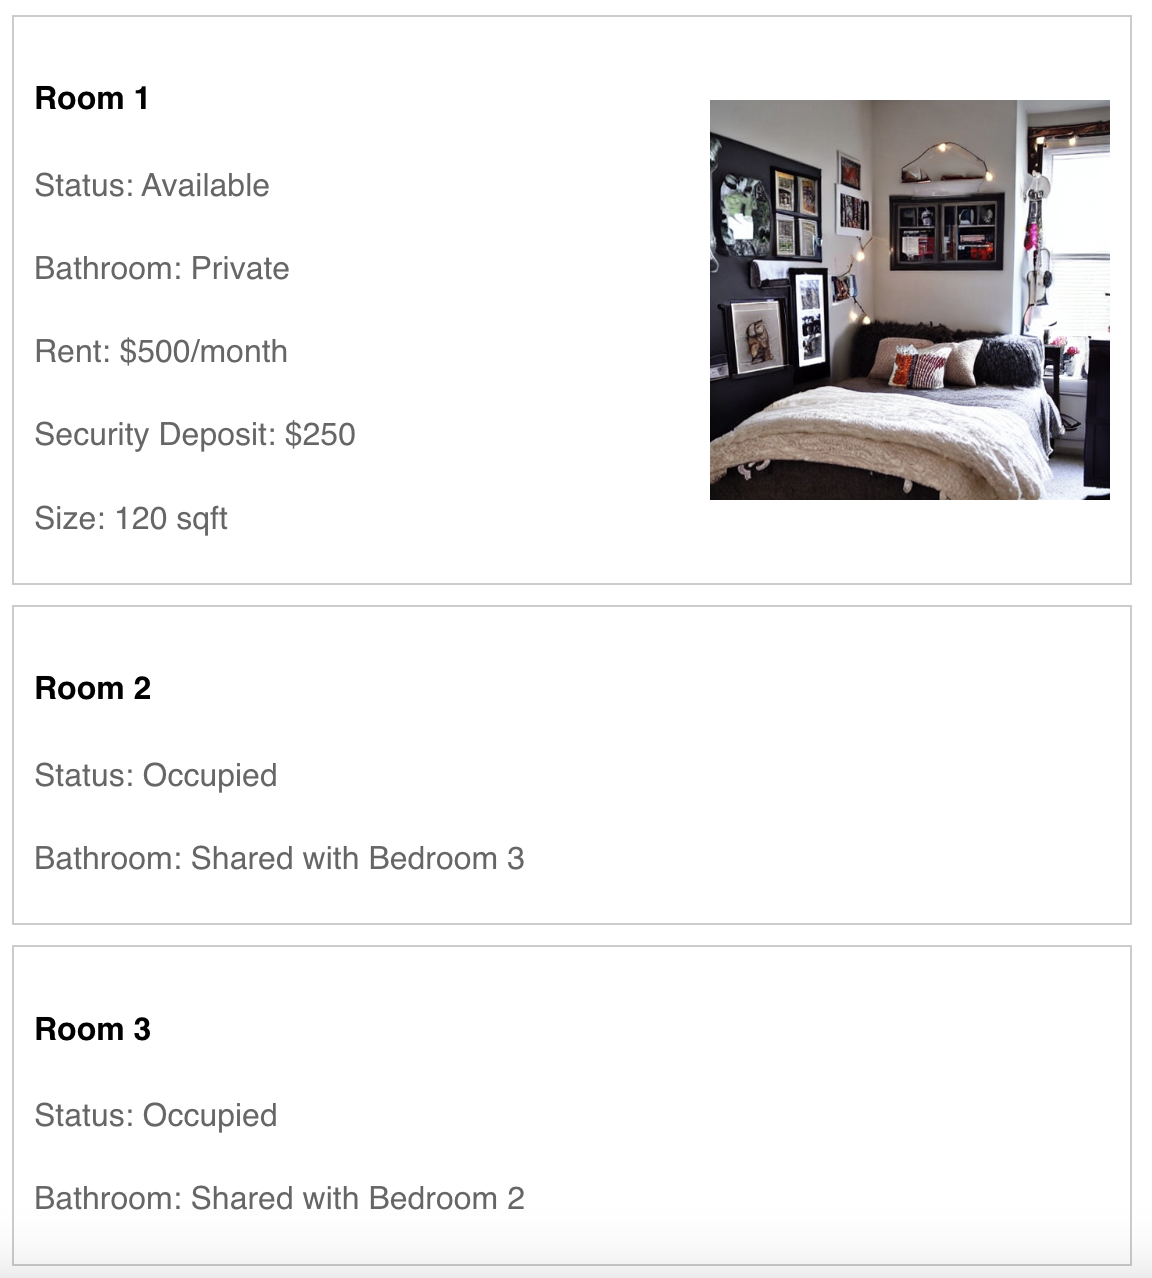 Room 1
Status: Available
Bathroom: Private
Rent: $500/month
Security Deposit: $250
Size: 120 sqft
Room 2
Status: Occupied
Bathroom: Shared with Bedroom 3
Room 3
Status: Occupied
Bathroom: Shared with Bedroom 2